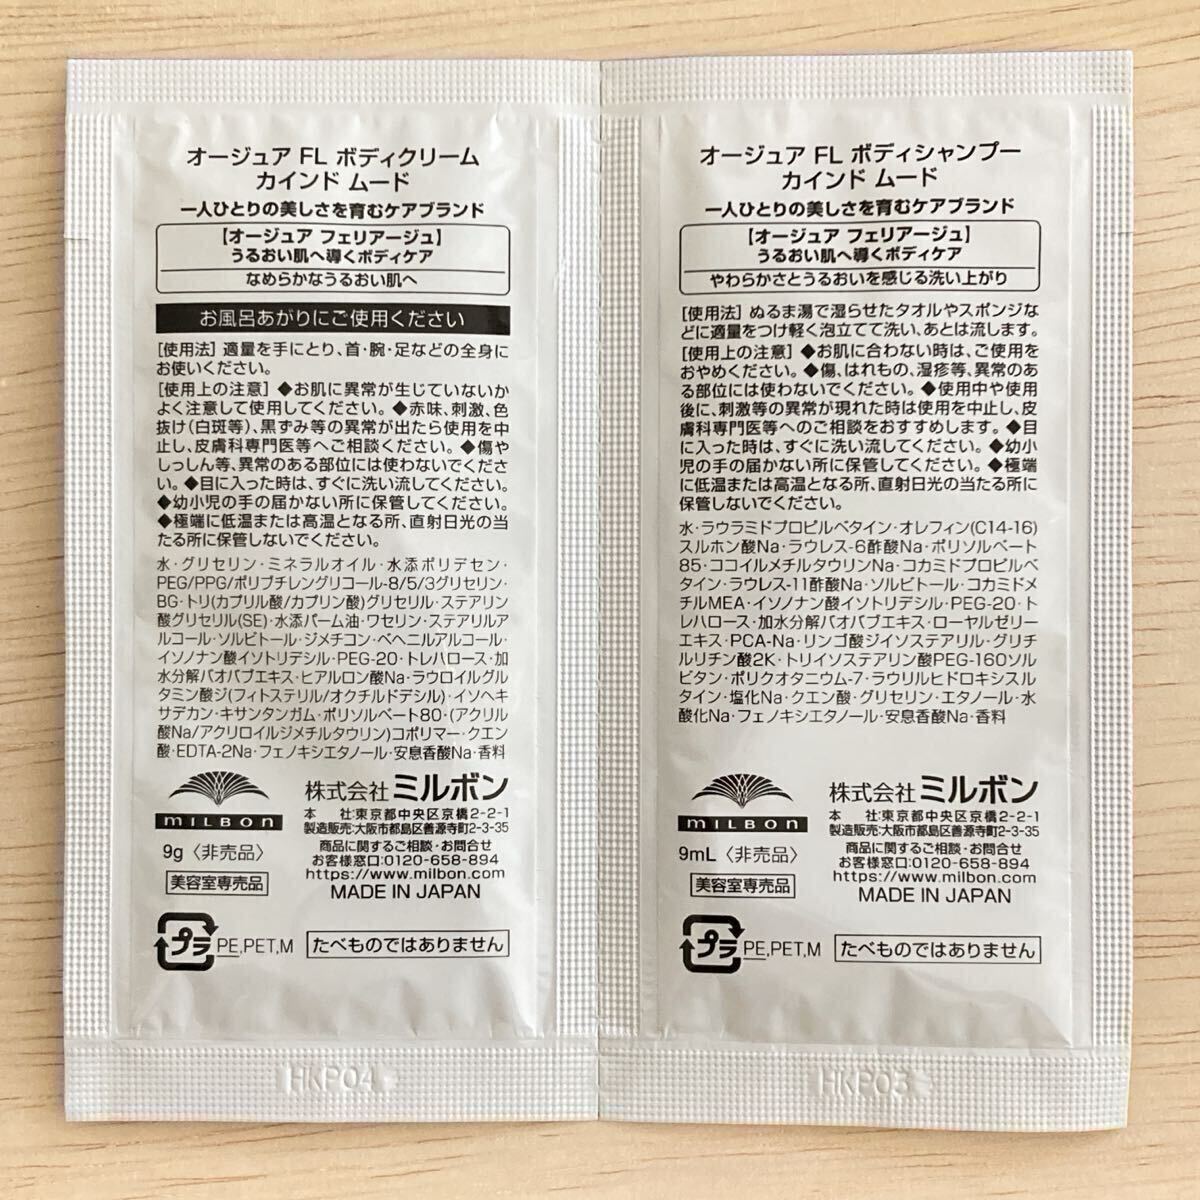 オージュア FL ボディクリーム
カインド ムード
一人ひとりの美しさを育むケアブランド
【オージュア フェリアージュ】
うるおい肌へ導くボディケア
なめらかなうるおい肌へ
お風呂あがりにご使用ください
[使用法] 適量を手にとり、首・腕・足などの全身に
お使いください。
[使用上の注意] ◆お肌に異常が生じていないか
よく注意して使用してください。◆赤味、刺激、色
抜け(白斑等)、黒ずみ等の異常が出たら使用を中
止し、皮膚科専門医等へご相談ください。◆傷や
しっしん等、異常のある部位には使わないでくださ
い。◆目に入った時は、すぐに洗い流してください。
◆幼小児の手の届かない所に保管してください。
◆極端に低温または高温となる所、直射日光の当
たる所に保管しないでください。
水・グリセリン・ミネラルオイル・水添ポリデセン・
PEG/PPG/ポリブチレングリコール-8/5/3グリセリン・
BG・トリ(カプリル酸/カプリン酸)グリセリル・ステアリン
酸グリセリル(SE)・水添パーム油・ワセリン・ステアリルア
ルコール・ソルビトール・ジメチコン・ベヘニルアルコール・
イソノナン酸イソトリデシル・PEG-20・トレハロース・加
水分解バオバブエキス・ヒアルロン酸Na・ラウロイルグル
タミン酸ジ(フィトステリル/オクチルドデシル)・イソヘキ
サデカン・キサンタンガム・ポリソルベート80・(アクリル
酸Na/アクリロイルジメチルタウリン)コポリマー・クエン
酸・EDTA-2Na・フェノキシエタノール・安息香酸Na・香料
milbon
株式会社 ミルボン
本 社:東京都中央区京橋2-2-1
製造販売:大阪市都島区善源寺町2-3-35
商品に関するご相談・お問合せ
お客様窓口:0120-658-894
https://www.milbon.com
MADE IN JAPAN
9g〈非売品〉
美容室専売品
プラ PE,PET,M
たべものではありません
HKP04
オージュア FL ボディシャンプー
カインド ムード
一人ひとりの美しさを育むケアブランド
【オージュア フェリアージュ】
うるおい肌へ導くボディケア
やわらかさとうるおいを感じる洗い上がり
[使用法] ぬるま湯で湿らせたタオルやスポンジな
どに適量をつけ軽く泡立てて洗い、あとは流します。
[使用上の注意] ◆お肌に合わない時は、ご使用を
おやめください。◆傷、はれもの、湿疹等、異常のあ
る部位には使わないでください。◆使用中や使用
後に、刺激等の異常が現れた時は使用を中止し、皮
膚科専門医等へのご相談をおすすめします。◆目
に入った時は、すぐに洗い流してください。◆幼小
児の手の届かない所に保管してください。◆極端
に低温または高温となる所、直射日光の当たる所に
保管しないでください。
水・ラウラミドプロピルベタイン・オレフィン(C14-16)
スルホン酸Na・ラウレス-6酢酸Na・ポリソルベート
85・ココイルメチルタウリンNa・コカミドプロピルベ
タイン・ラウレス-11酢酸Na・ソルビトール・コカミドメ
チルMEA・イソノナン酸イソトリデシル・PEG-20・ト
レハロース・加水分解バオバブエキス・ローヤルゼリー
エキス・PCA-Na・リンゴ酸ジイソステアリル・グリチ
ルリチン酸2K・トリイソステアリン酸PEG-160ソル
ビタン・ポリクオタニウム-7・ラウリルヒドロキシスル
タイン・塩化Na・クエン酸・グリセリン・エタノール・水
酸化Na・フェノキシエタノール・安息香酸Na・香料
milbon
株式会社 ミルボン
本 社:東京都中央区京橋2-2-1
製造販売:大阪市都島区善源寺町2-3-35
商品に関するご相談・お問合せ
お客様窓口:0120-658-894
https://www.milbon.com
MADE IN JAPAN
9mL〈非売品〉
美容室専売品
プラ PE,PET,M
たべものではありません
HKP03